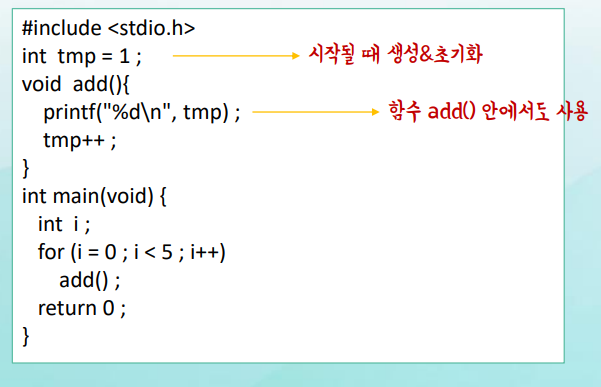 #include <stdio.h>
int  tmp = 1 ;  시작될 때 생성&초기화
void  add(){
printf("%d\n", tmp) ;  함수 add() 안에서도 사용
tmp++ ;
}
int main(void) {
int  i ;
for (i = 0 ; i < 5 ; i++)
add() ;
return 0 ;
}